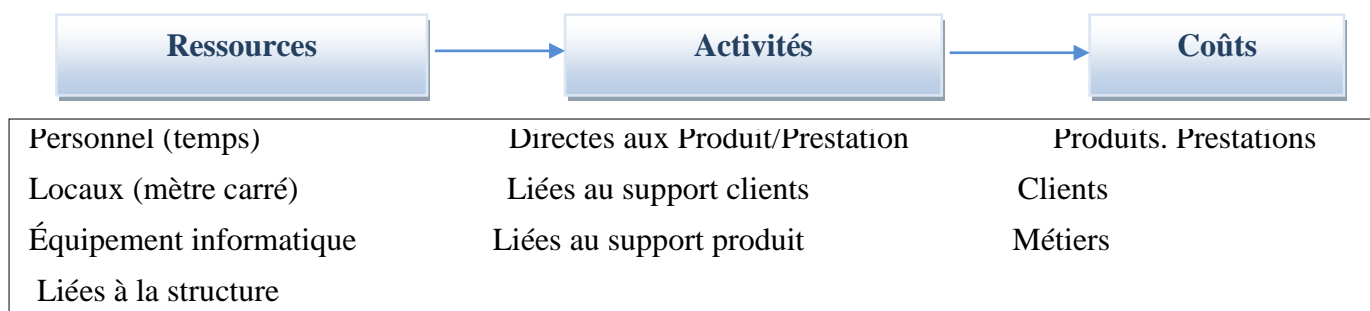 Ressources Activités Coûts
Personnel (temps) Directes aux Produit/Prestation Produits. Prestations
Locaux (mètre carré) Liées au support clients Clients
Équipement informatique Liées au support produit Métiers
Liées à la structure